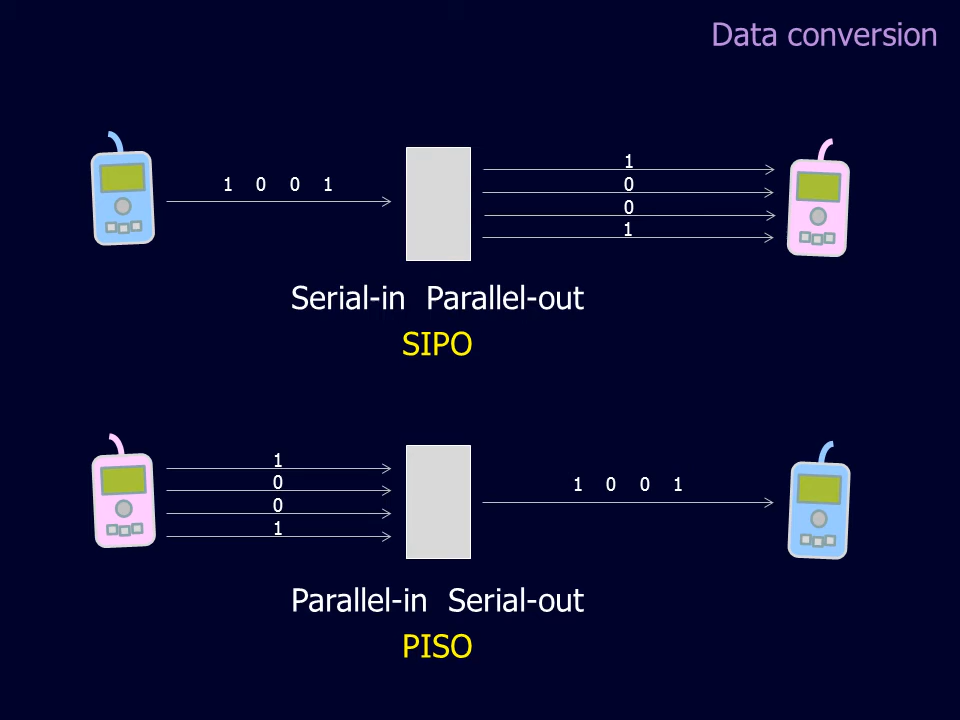 Data conversion
1 0 0 1
1
0
0
1
Serial-in Parallel-out
SIPO
1
0
0
1
1 0 0 1
Parallel-in Serial-out
PISO